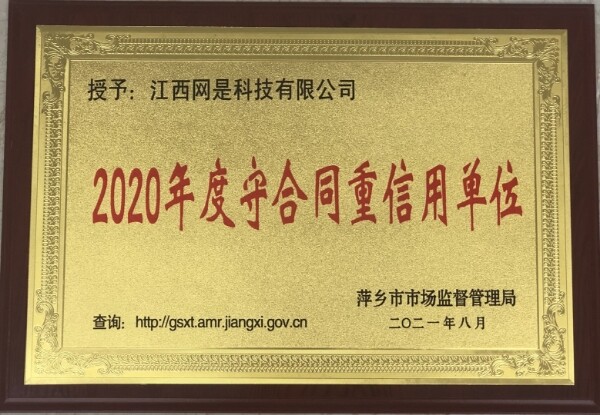 授予：江西网是科技有限公司
2020年度守合同重信用单位
萍乡市市场监督管理局
查询：http://gsxt.amr.jiangxi.gov.cn
二〇二一年八月